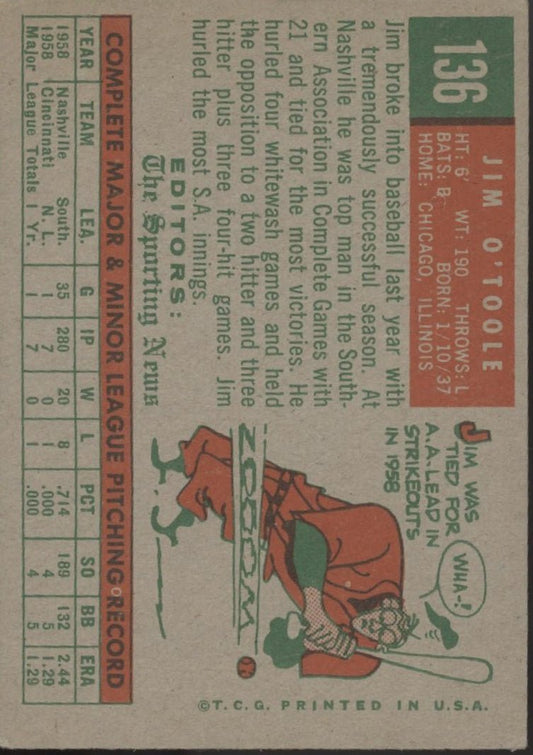 136
JIM O'TOOLE
HT: 6' WT: 190 THROWS: L
BATS: B BORN: 1/10/37
HOME: CHICAGO, ILLINOIS
Jim broke into baseball last year with
a tremendously successful season. At
Nashville he was top man in the South-
ern Association in Complete Games with
21 and tied for the most victories. He
hurled four whitewash games and held
the opposition to a two hitter and three
hitter plus three four-hit games. Jim
hurled the most S.A. innings.
EDITORS:
The Sporting News
JIM WAS
TIED FOR
A.A. LEAD IN
STRIKEOUTS
IN 1958
WHA-!
ZOOOM
COMPLETE MAJOR & MINOR LEAGUE PITCHING RECORD
YEAR TEAM LEA. G IP W L PCT SO BB ERA
1958 Nashville South. 35 280 20 8 .714 189 132 2.44
1958 Cincinnati N.L. 1 7 0 1 .000 4 5 1.29
Major League Totals 1 Yr. 1 7 0 1 .000 4 5 1.29
©T.C.G. PRINTED IN U.S.A.